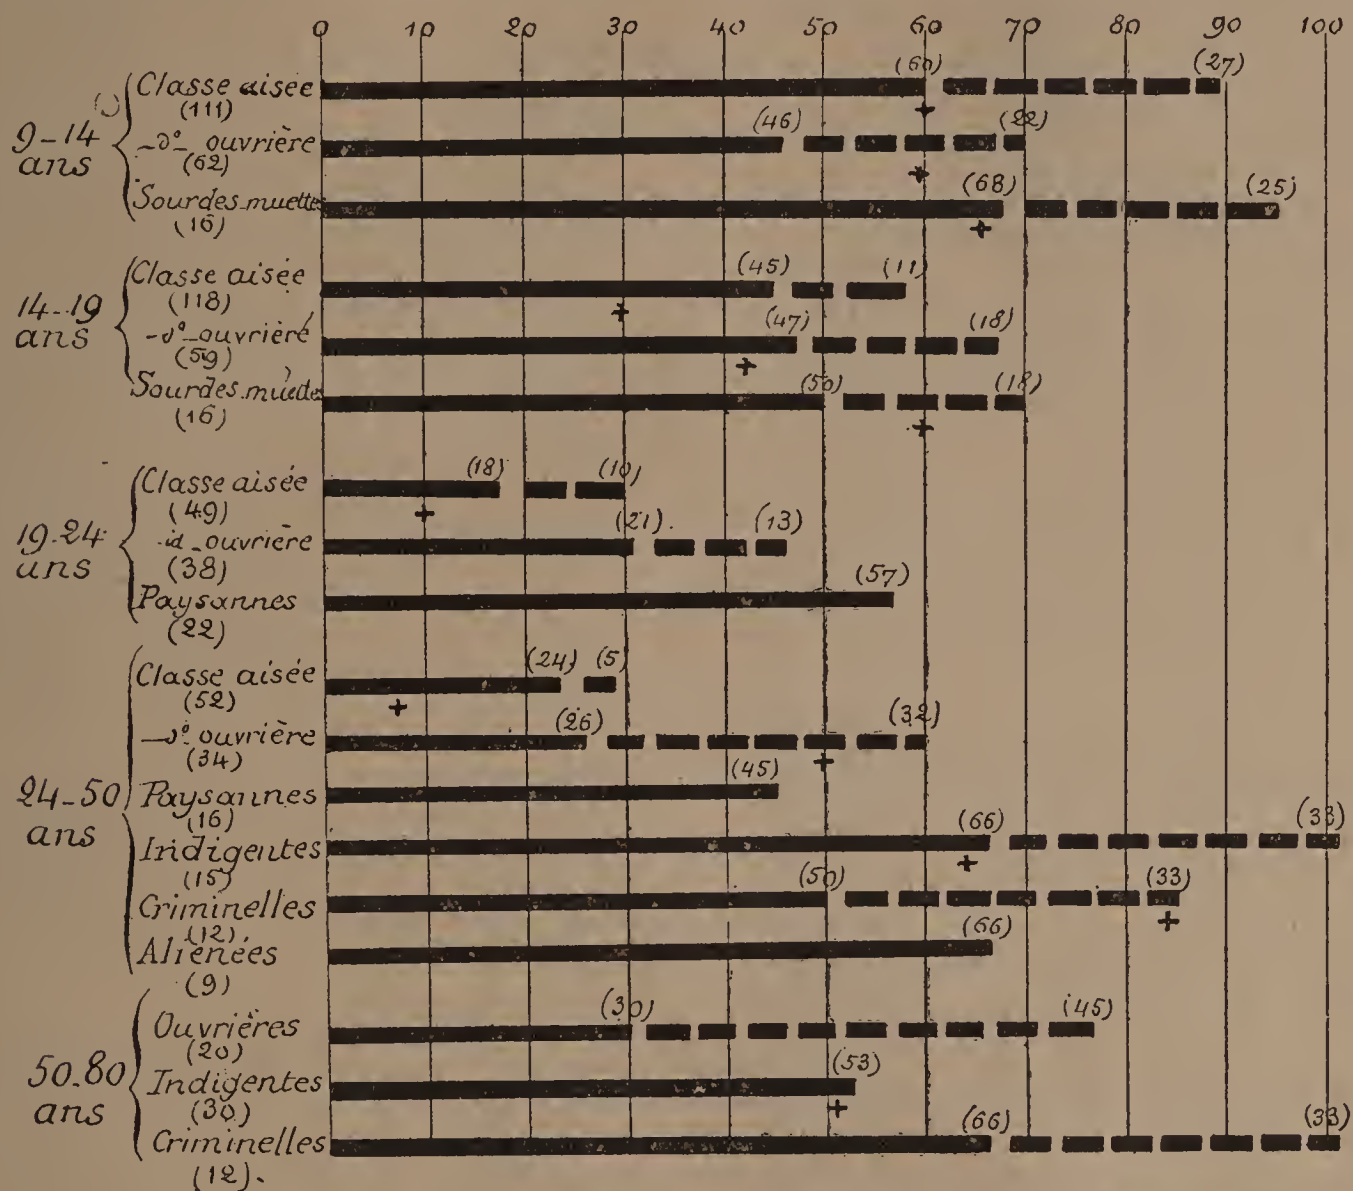 0 10 20 30 40 50 60 70 80 90 100
9-14 ans
Classe aisée (60) (27)
(111)
-d°- ouvrière (46) (22)
(62)
Sourdes-muettes (68) (25)
(16)
14-19 ans
Classe aisée (45) (11)
(118)
-d°- ouvrière (47) (18)
(59)
Sourdes-muettes (50) (18)
(16)
19-24 ans
Classe aisée (18) (10)
(49)
-id-ouvrière (21). (13)
(38)
Paysannes (57)
(22)
24-50 ans
Classe aisée (24) (5)
(52)
-d°- ouvrière (26) (32)
(34)
Paysannes (45)
(16)
Indigentes (66) (33)
(15)
Criminelles (50) (33)
(12)
Aliénées (66)
(9)
50-80 ans
Ouvrières (30) (45)
(20)
Indigentes (53)
(30)
Criminelles (66) (33)
(12).